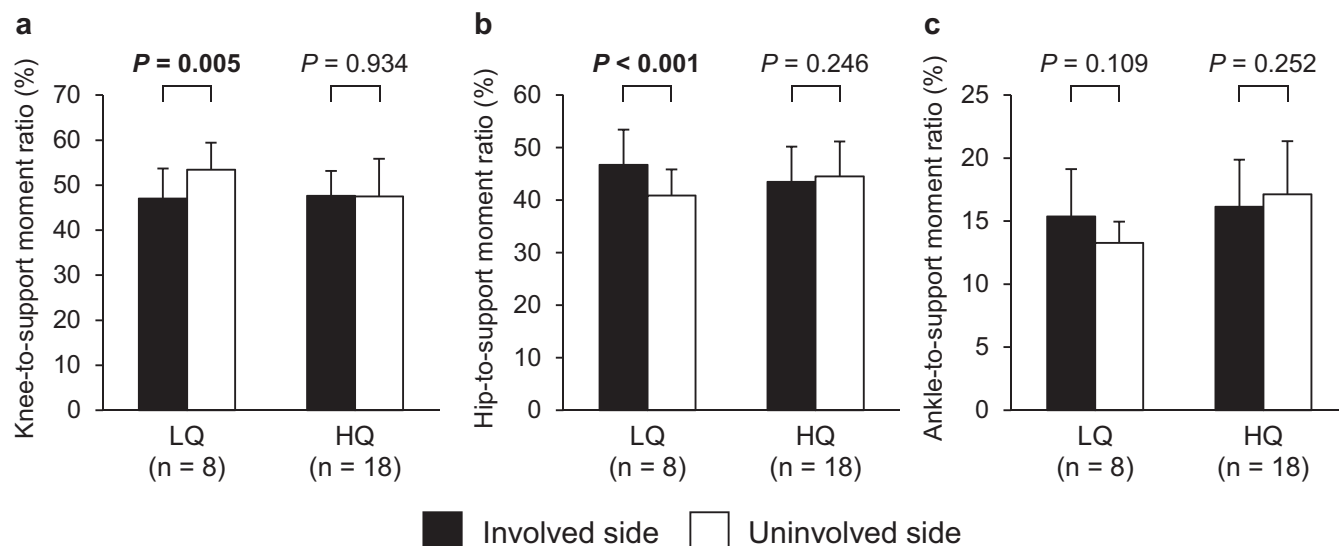 a
P = 0.005 P = 0.934
Knee-to-support moment ratio (%)
70
60
50
40
30
20
10
0
LQ HQ
(n = 8) (n = 18)
b
P < 0.001 P = 0.246
Hip-to-support moment ratio (%)
60
50
40
30
20
10
0
LQ HQ
(n = 8) (n = 18)
c
P = 0.109 P = 0.252
Ankle-to-support moment ratio (%)
25
20
15
10
5
0
LQ HQ
(n = 8) (n = 18)
Involved side Uninvolved side